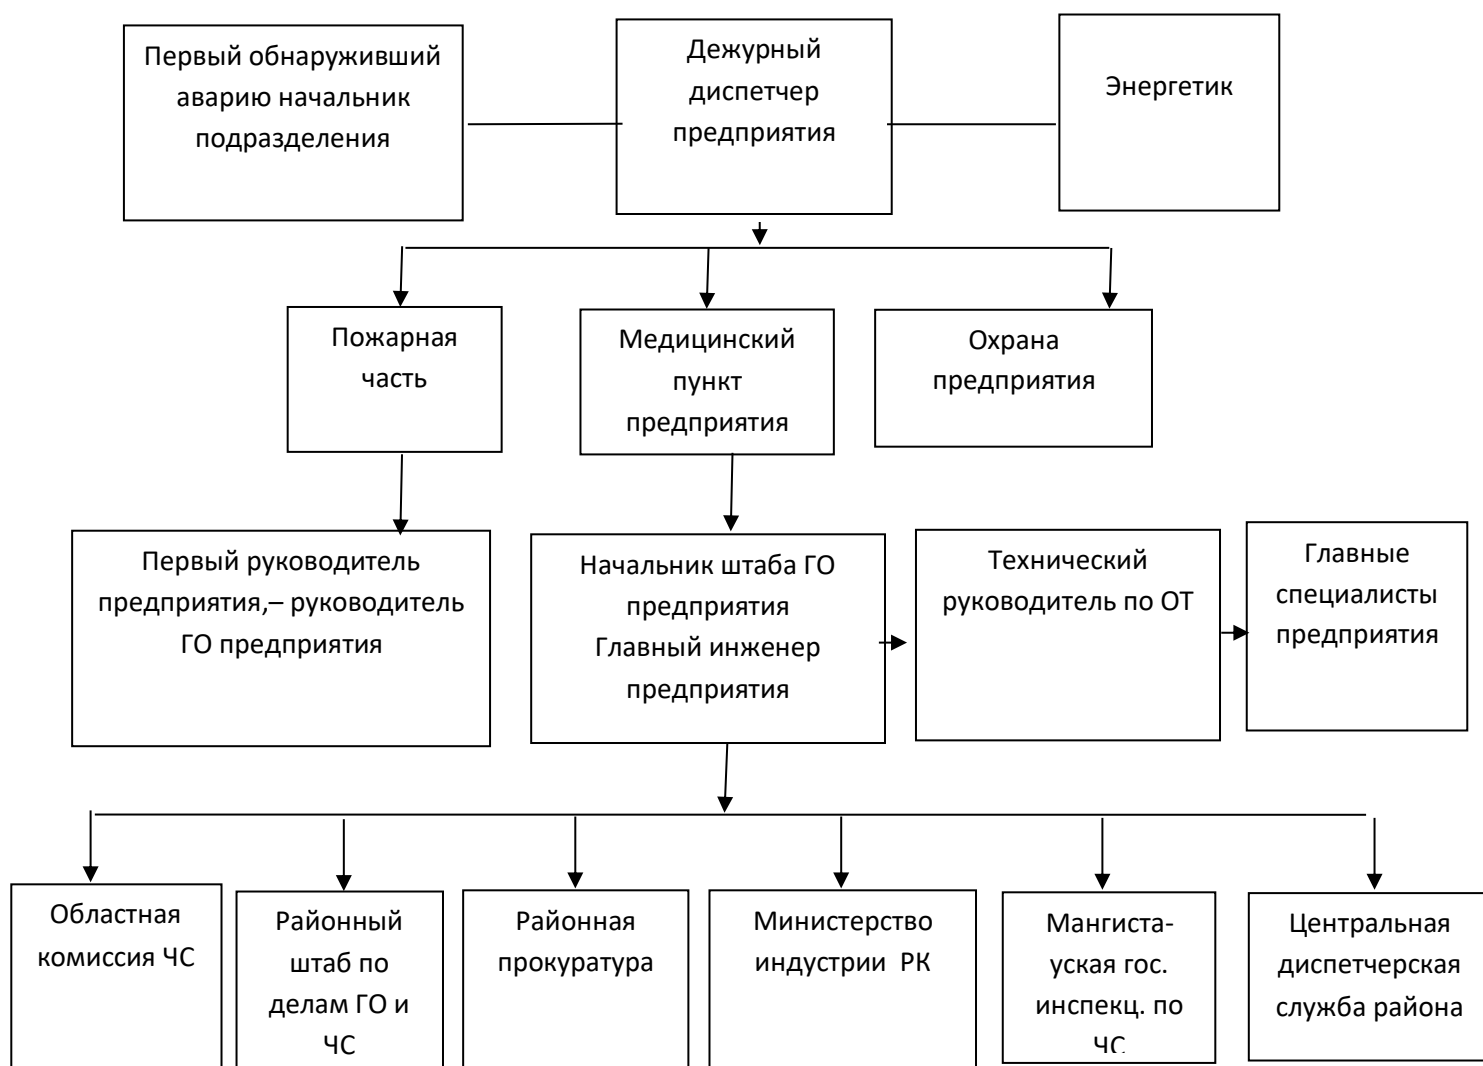 Первый обнаруживший
аварию начальник
подразделения
Дежурный
диспетчер
предприятия
Энергетик
Пожарная
часть
Медицинский
пункт
предприятия
Охрана
предприятия
Первый руководитель
предприятия,– руководитель
ГО предприятия
Начальник штаба ГО
предприятия
Главный инженер
предприятия
Технический
руководитель по ОТ
Главные
специалисты
предприятия
Областная
комиссия ЧС
Районный
штаб по
делам ГО и
ЧС
Районная
прокуратура
Министерство
индустрии РК
Мангиста-
уская гос.
инспекц. по
ЧС
Центральная
диспетчерская
служба района